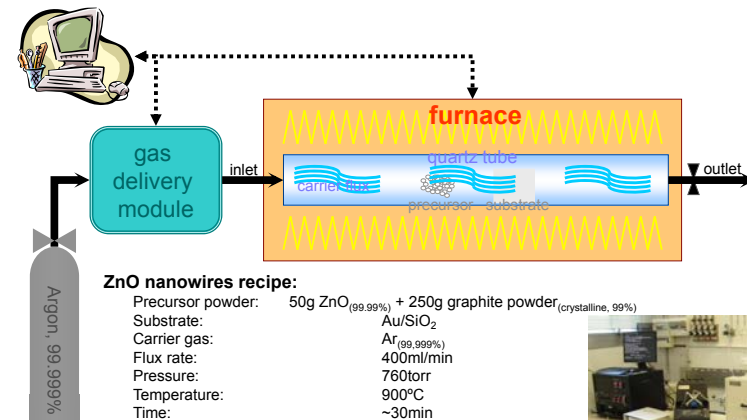 furnace
quartz tube
gas
delivery
module
inlet
outlet
carrier flux
precursor
substrate
Argon, 99.999%
ZnO nanowires recipe:
Precursor powder: 50g ZnO(99.99%) + 250g graphite powder(crystalline, 99%)
Substrate: Au/SiO2
Carrier gas: Ar(99,999%)
Flux rate: 400ml/min
Pressure: 760torr
Temperature: 900ºC
Time: ~30min